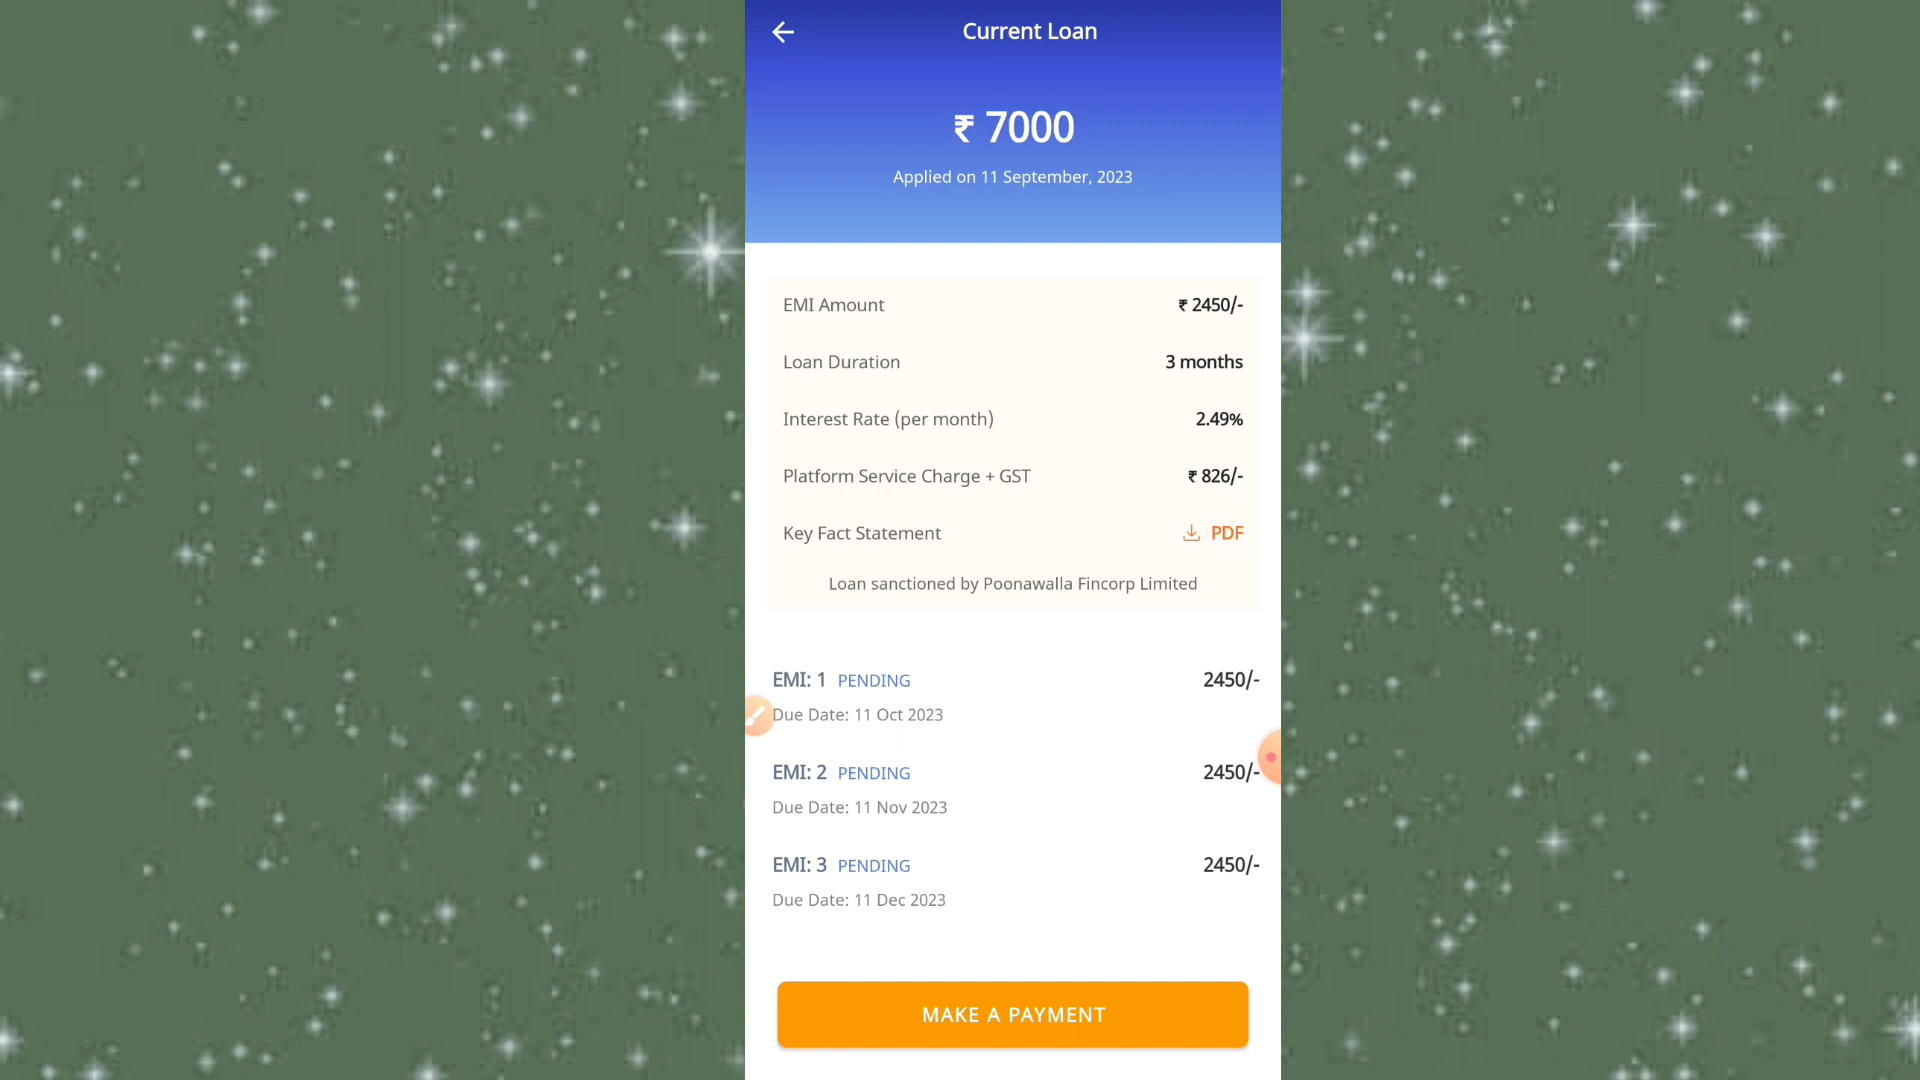 Current Loan
₹ 7000
Applied on 11 September, 2023
EMI Amount ₹ 2450/-
Loan Duration 3 months
Interest Rate (per month) 2.49%
Platform Service Charge + GST ₹ 826/-
Key Fact Statement PDF
Loan sanctioned by Poonawalla Fincorp Limited
EMI: 1 PENDING 2450/-
Due Date: 11 Oct 2023
EMI: 2 PENDING 2450/-
Due Date: 11 Nov 2023
EMI: 3 PENDING 2450/-
Due Date: 11 Dec 2023
MAKE A PAYMENT